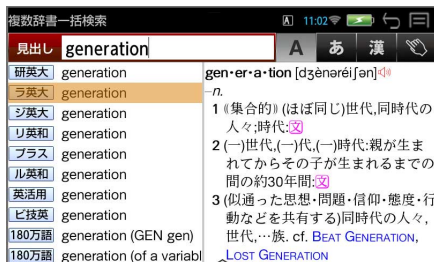 複数辞書一括検索
A 11:02
見出し generation
A あ 漢
研英大 generation
ラ英大 generation
ジ英大 generation
リ英和 generation
プラス generation
ル英和 generation
英活用 generation
ビ技英 generation
180万語 generation (GEN gen)
180万語 generation (of a variabl
gen・er・a・tion [dʒènəréiʃən]
–n.
1 《集合的》 (ほぼ同じ)世代,同時代の
人々;時代:文
2 (一)世代,(一)代,(一)時代:親が生ま
れてからその子が生まれるまでの
間の約30年間:文
3 (似通った思想・問題・信仰・態度・行
動などを共有する)同時代の人々,
世代,…族. cf. BEAT GENERATION,
LOST GENERATION